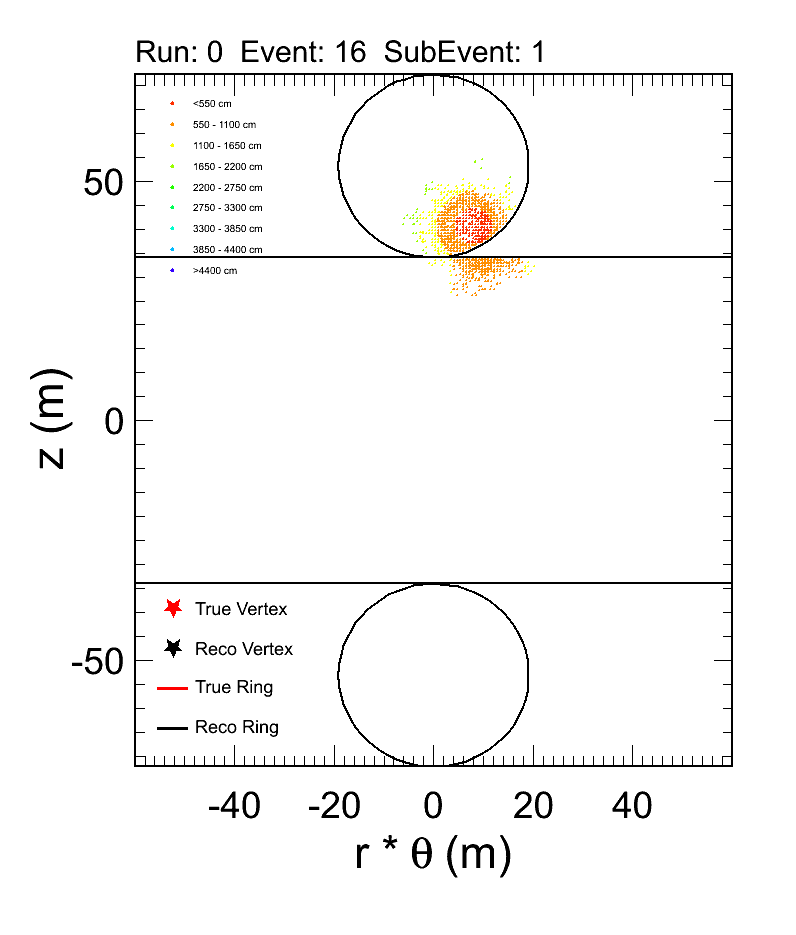 Run: 0  Event: 16  SubEvent: 1
<550 cm
550 - 1100 cm
1100 - 1650 cm
1650 - 2200 cm
2200 - 2750 cm
2750 - 3300 cm
3300 - 3850 cm
3850 - 4400 cm
>4400 cm
50
0
-50
z (m)
True Vertex
Reco Vertex
True Ring
Reco Ring
-40 -20 0 20 40
r * θ (m)